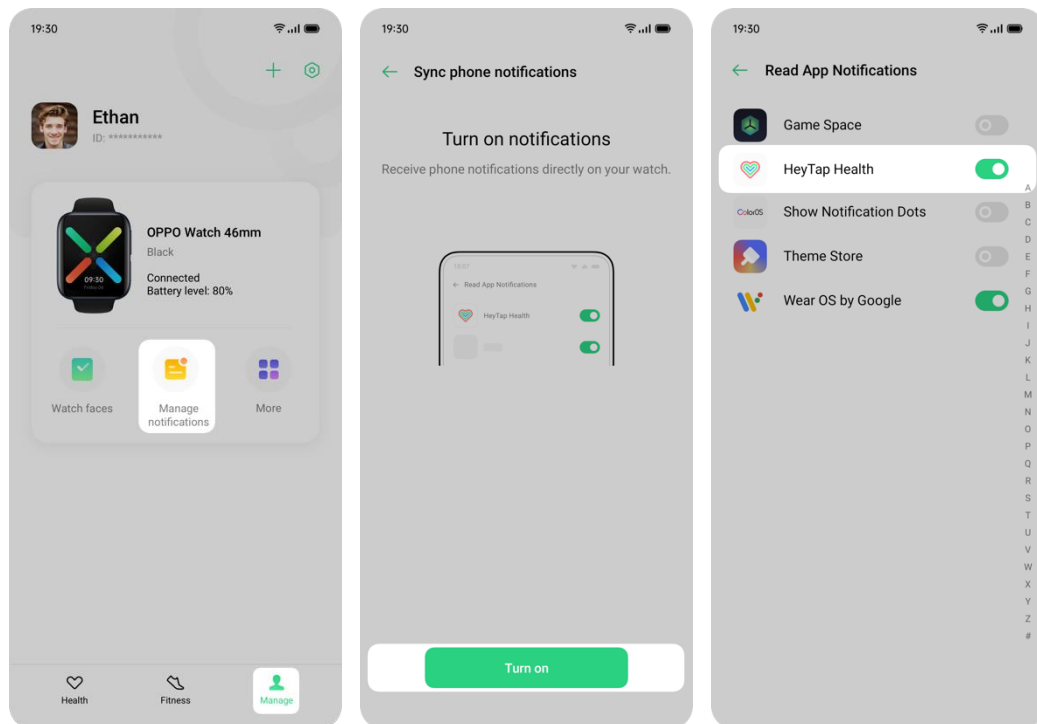 19:30
Ethan
ID: ***********
OPPO Watch 46mm
Black
Connected
Battery level: 80%
09:30
Watch faces
Manage
notifications
More
Health
Fitness
Manage
19:30
Sync phone notifications
Turn on notifications
Receive phone notifications directly on your watch.
Read App Notifications
HeyTap Health
Turn on
19:30
Read App Notifications
Game Space
HeyTap Health
ColorOS
Show Notification Dots
Theme Store
Wear OS by Google
A
B
C
D
E
F
G
H
I
J
K
L
M
N
O
P
Q
R
S
T
U
V
W
X
Y
Z
#